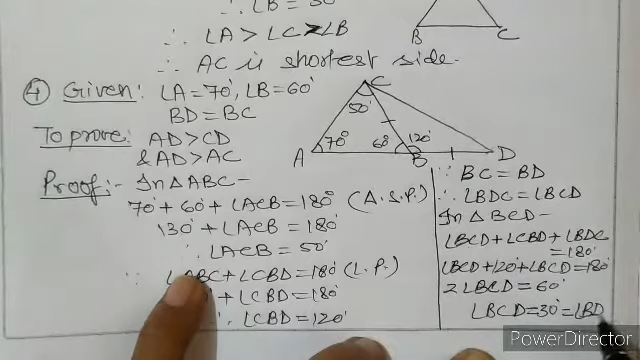 ∴ ∠B = 50°
∴ ∠A > ∠C > ∠B
∴ AC is shortest side.
B C
④ Given: ∠A = 70°, ∠B = 60°
BD = BC
To prove: AD > CD
& AD > AC
Proof:- In △ABC -
70° + 60° + ∠ACB = 180° (A.S.P.)
130° + ∠ACB = 180°
∴ ∠ACB = 50°
∵ ∠ABC + ∠CBD = 180° (L.P.)
+ ∠CBD = 180°
∴ ∠CBD = 120°
C
50°
70° 60° 120°
A B D
∵ BC = BD
∴ ∠BDC = ∠BCD
In △BCD -
∠BCD + ∠CBD + ∠BDC
= 180°
∠BCD + 120° + ∠BCD = 180°
2∠BCD = 60°
∠BCD = 30° = ∠BD
PowerDirector